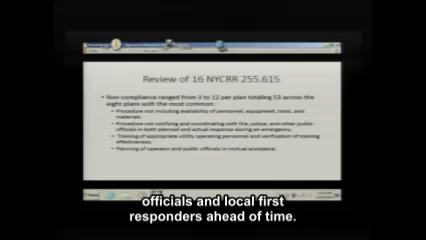 Review of 16 NYCRR 255.615
• Non-compliance ranged from 3 to 12 per plan totaling 53 across the
eight plans with the most common:
• Procedure not including availability of personnel, equipment, tools, and
materials.
• Procedure not notifying and coordinating with fire, police, and other public
officials in both planned and actual response during an emergency.
• Training of appropriate utility operating personnel and verification of training
effectiveness.
• Planning of operator and public officials in mutual assistance.
officials and local first
responders ahead of time.